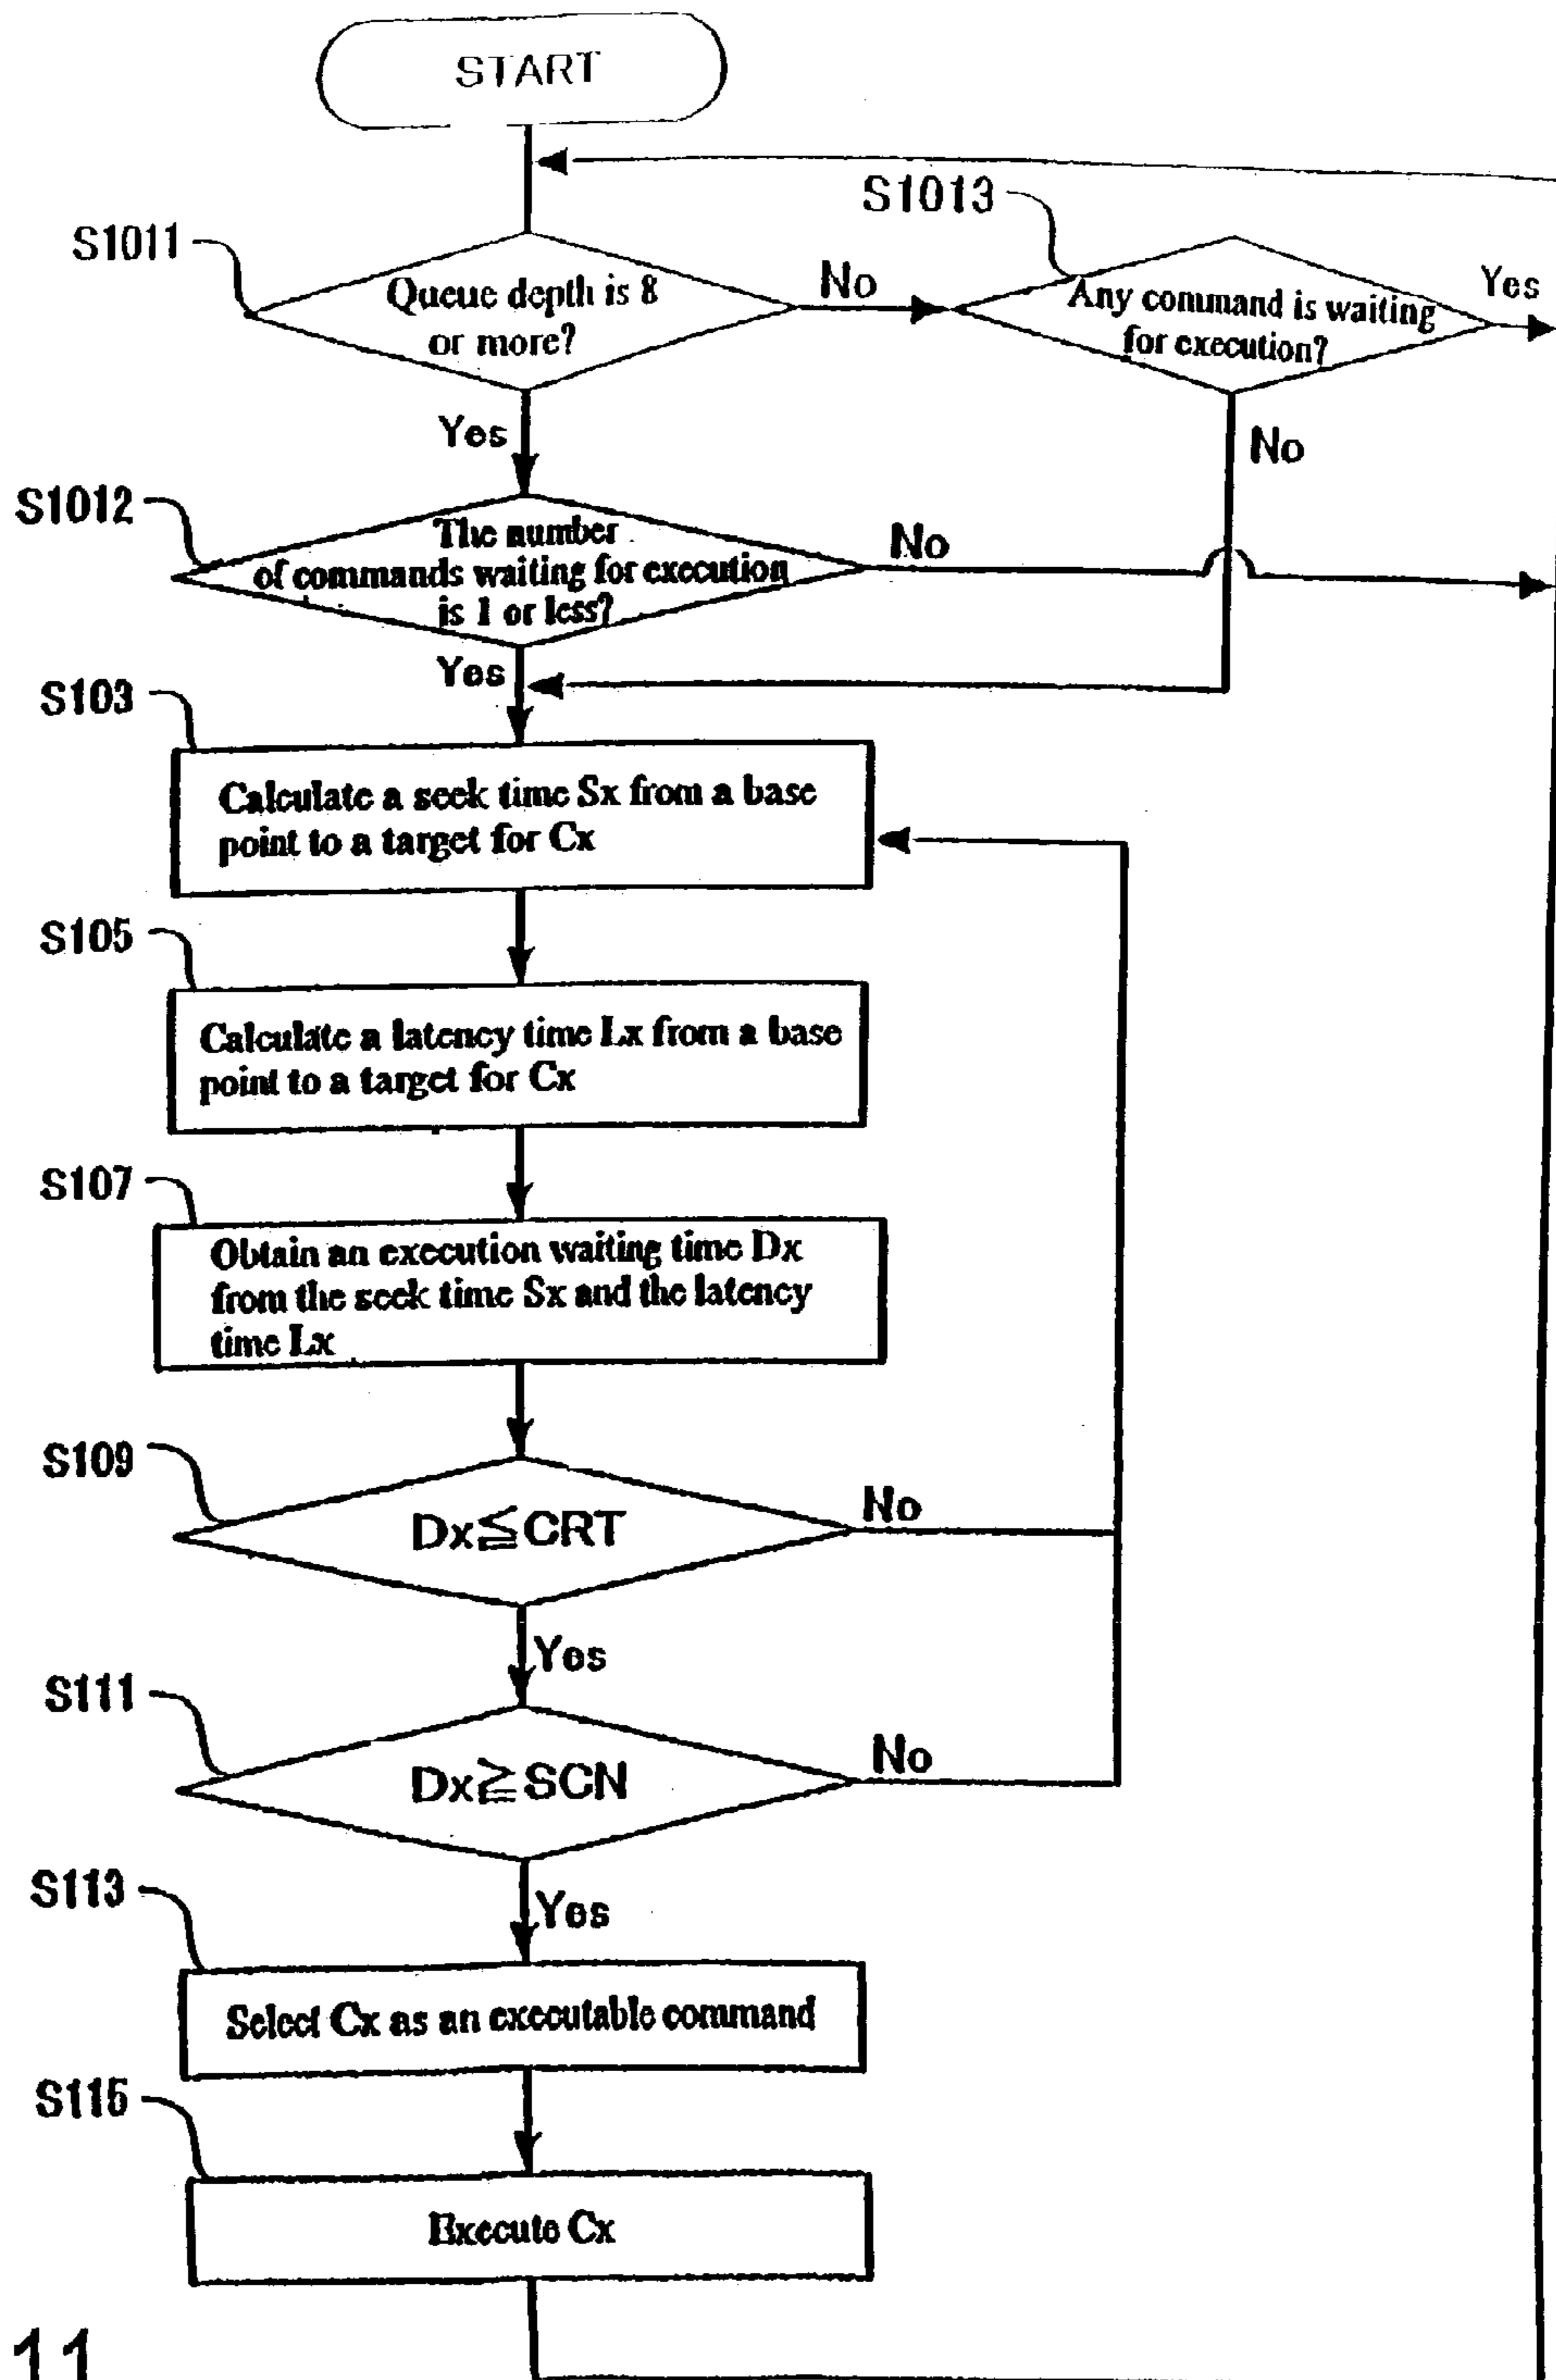 START
S1013
S1011
Queue depth is 8
or more?
No
Any command is waiting
for execution?
Yes
Yes
No
S1012
The number
of commands waiting for execution
is 1 or less?
No
Yes
S103
Calculate a seek time Sx from a base
point to a target for Cx
S105
Calculate a latency time Lx from a base
point to a target for Cx
S107
Obtain an execution waiting time Dx
from the seek time Sx and the latency
time Lx
S109
Dx≦CRT
No
Yes
S111
Dx≧SCN
No
Yes
S113
Select Cx as an executable command
S115
Execute Cx
11